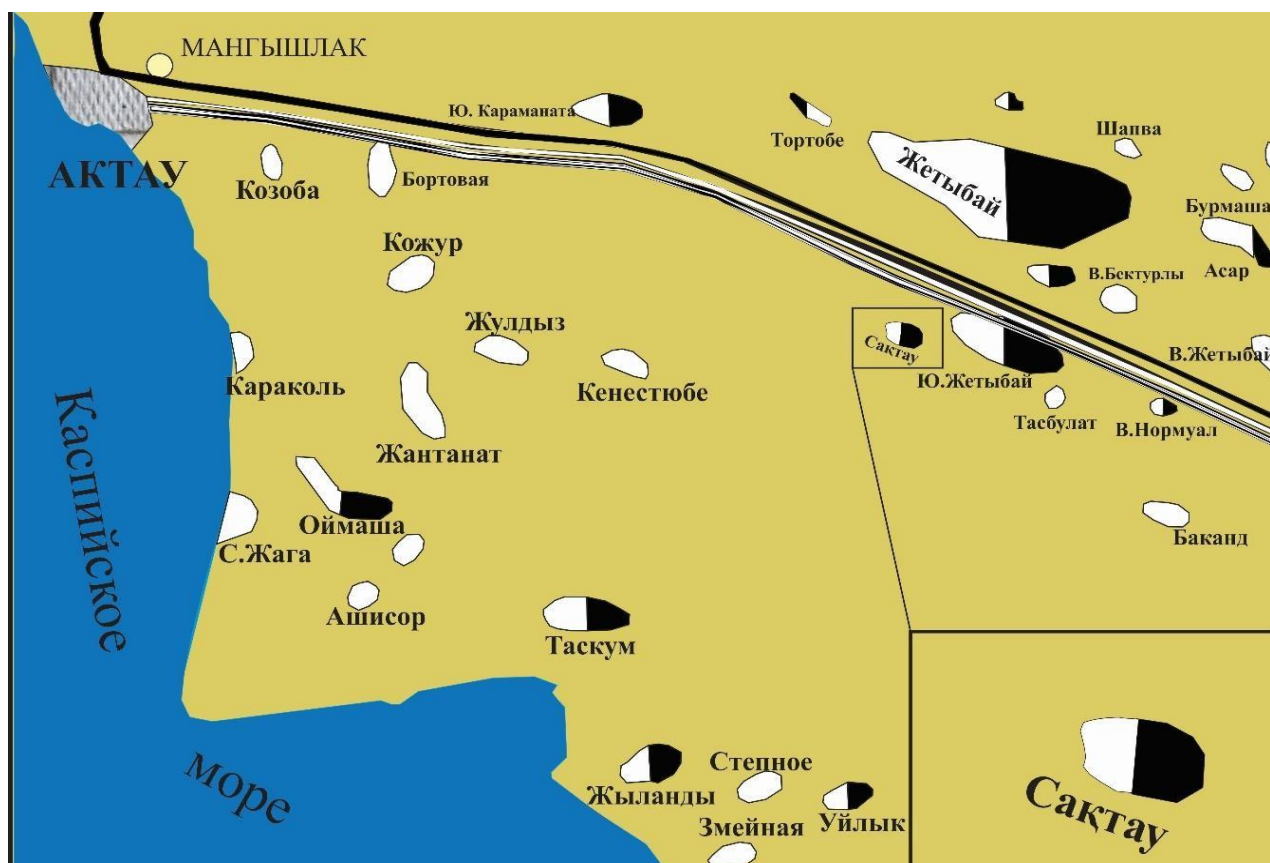 МАНГЫШЛАК
Ю. Караманата
Тортобе
Шапва
АКТАУ
Козоба
Бортовая
Жетыбай
Бурмаша
Кожур
В.Бектурлы
Асар
Жулдыз
Сақтау
Караколь
Кенестюбе
Ю.Жетыбай
В.Жетыбай
Тасбулат
В.Нормуал
Жантанат
Каспийское
море
Оймаша
С.Жага
Баканд
Ашисор
Таскум
Степное
Жыланды
Змейная
Уйлык
Сақтау